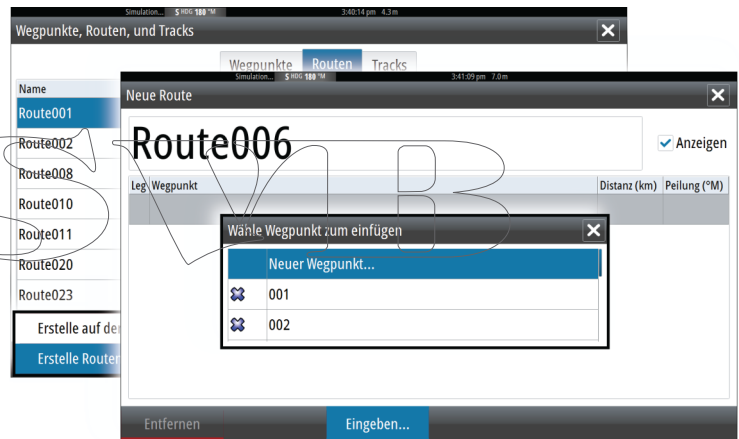 Simulation... S HDG 180 °M 3:40:14 pm 4.3 m
Wegpunkte, Routen, und Tracks
Wegpunkte Routen Tracks
Name
Route001
Route002
Route008
Route010
Route011
Route020
Route023
Erstelle auf der
Erstelle Routen
Simulation... S HDG 180 °M 3:41:09 pm 7.0 m
Neue Route
Route006
Anzeigen
Leg Wegpunkt Distanz (km) Peilung (°M)
Wähle Wegpunkt zum einfügen
Neuer Wegpunkt...
001
002
Entfernen Eingeben...